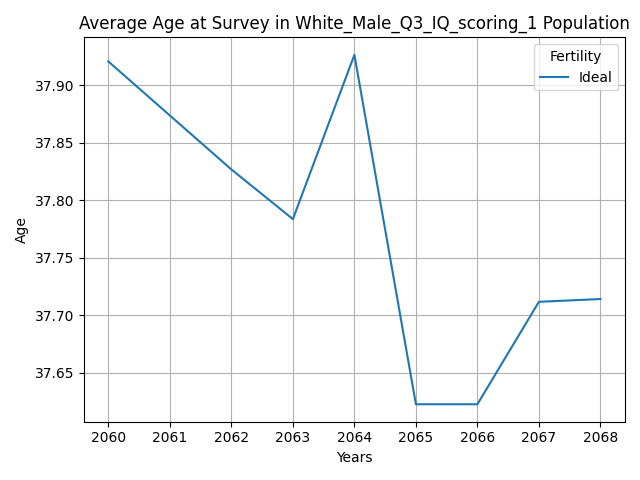 Average Age at Survey in White_Male_Q3_IQ_scoring_1 Population
Fertility
Ideal
37.90
37.85
37.80
37.75
37.70
37.65
Age
2060 2061 2062 2063 2064 2065 2066 2067 2068
Years